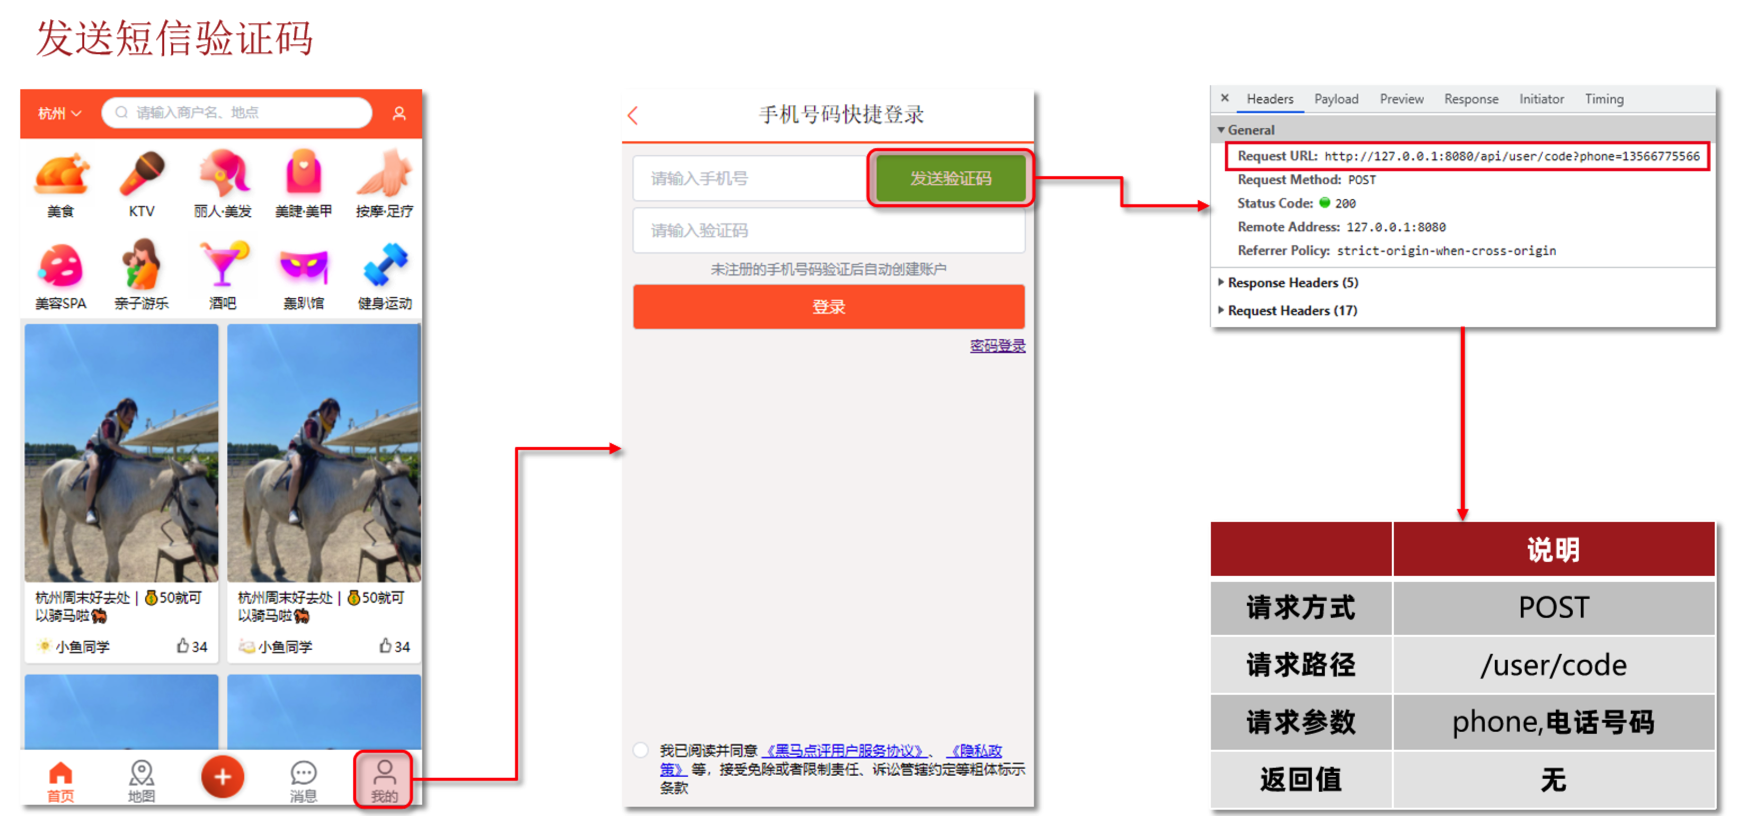 发送短信验证码
杭州
请输入商户名、地点
美食
KTV
丽人·美发
美睫·美甲
按摩·足疗
美容SPA
亲子游乐
酒吧
轰趴馆
健身运动
杭州周末好去处 | 💰50就可
以骑马啦🐎
小鱼同学
34
杭州周末好去处 | 💰50就可
以骑马啦🐎
小鱼同学
34
首页
地图
消息
我的
手机号码快捷登录
请输入手机号
发送验证码
请输入验证码
未注册的手机号码验证后自动创建账户
登录
密码登录
我已阅读并同意《黑马点评用户服务协议》、《隐私政
策》等，接受免除或者限制责任、诉讼管辖约定等粗体标示
条款
× Headers Payload Preview Response Initiator Timing
General
Request URL: http://127.0.0.1:8080/api/user/code?phone=13566775566
Request Method: POST
Status Code: 200
Remote Address: 127.0.0.1:8080
Referrer Policy: strict-origin-when-cross-origin
Response Headers (5)
Request Headers (17)
说明
请求方式 POST
请求路径 /user/code
请求参数 phone,电话号码
返回值 无